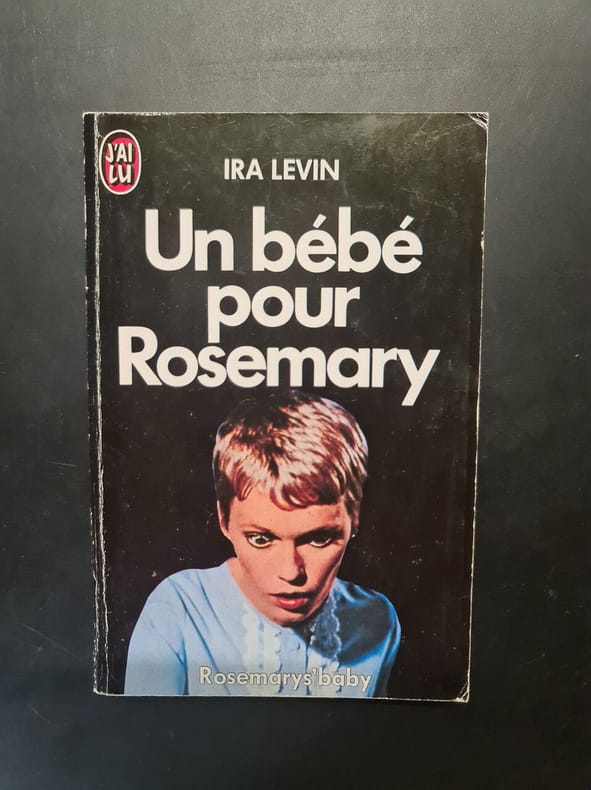 J'AI
LU
IRA LEVIN
Un bébé
pour
Rosemary
Rosemarys'baby